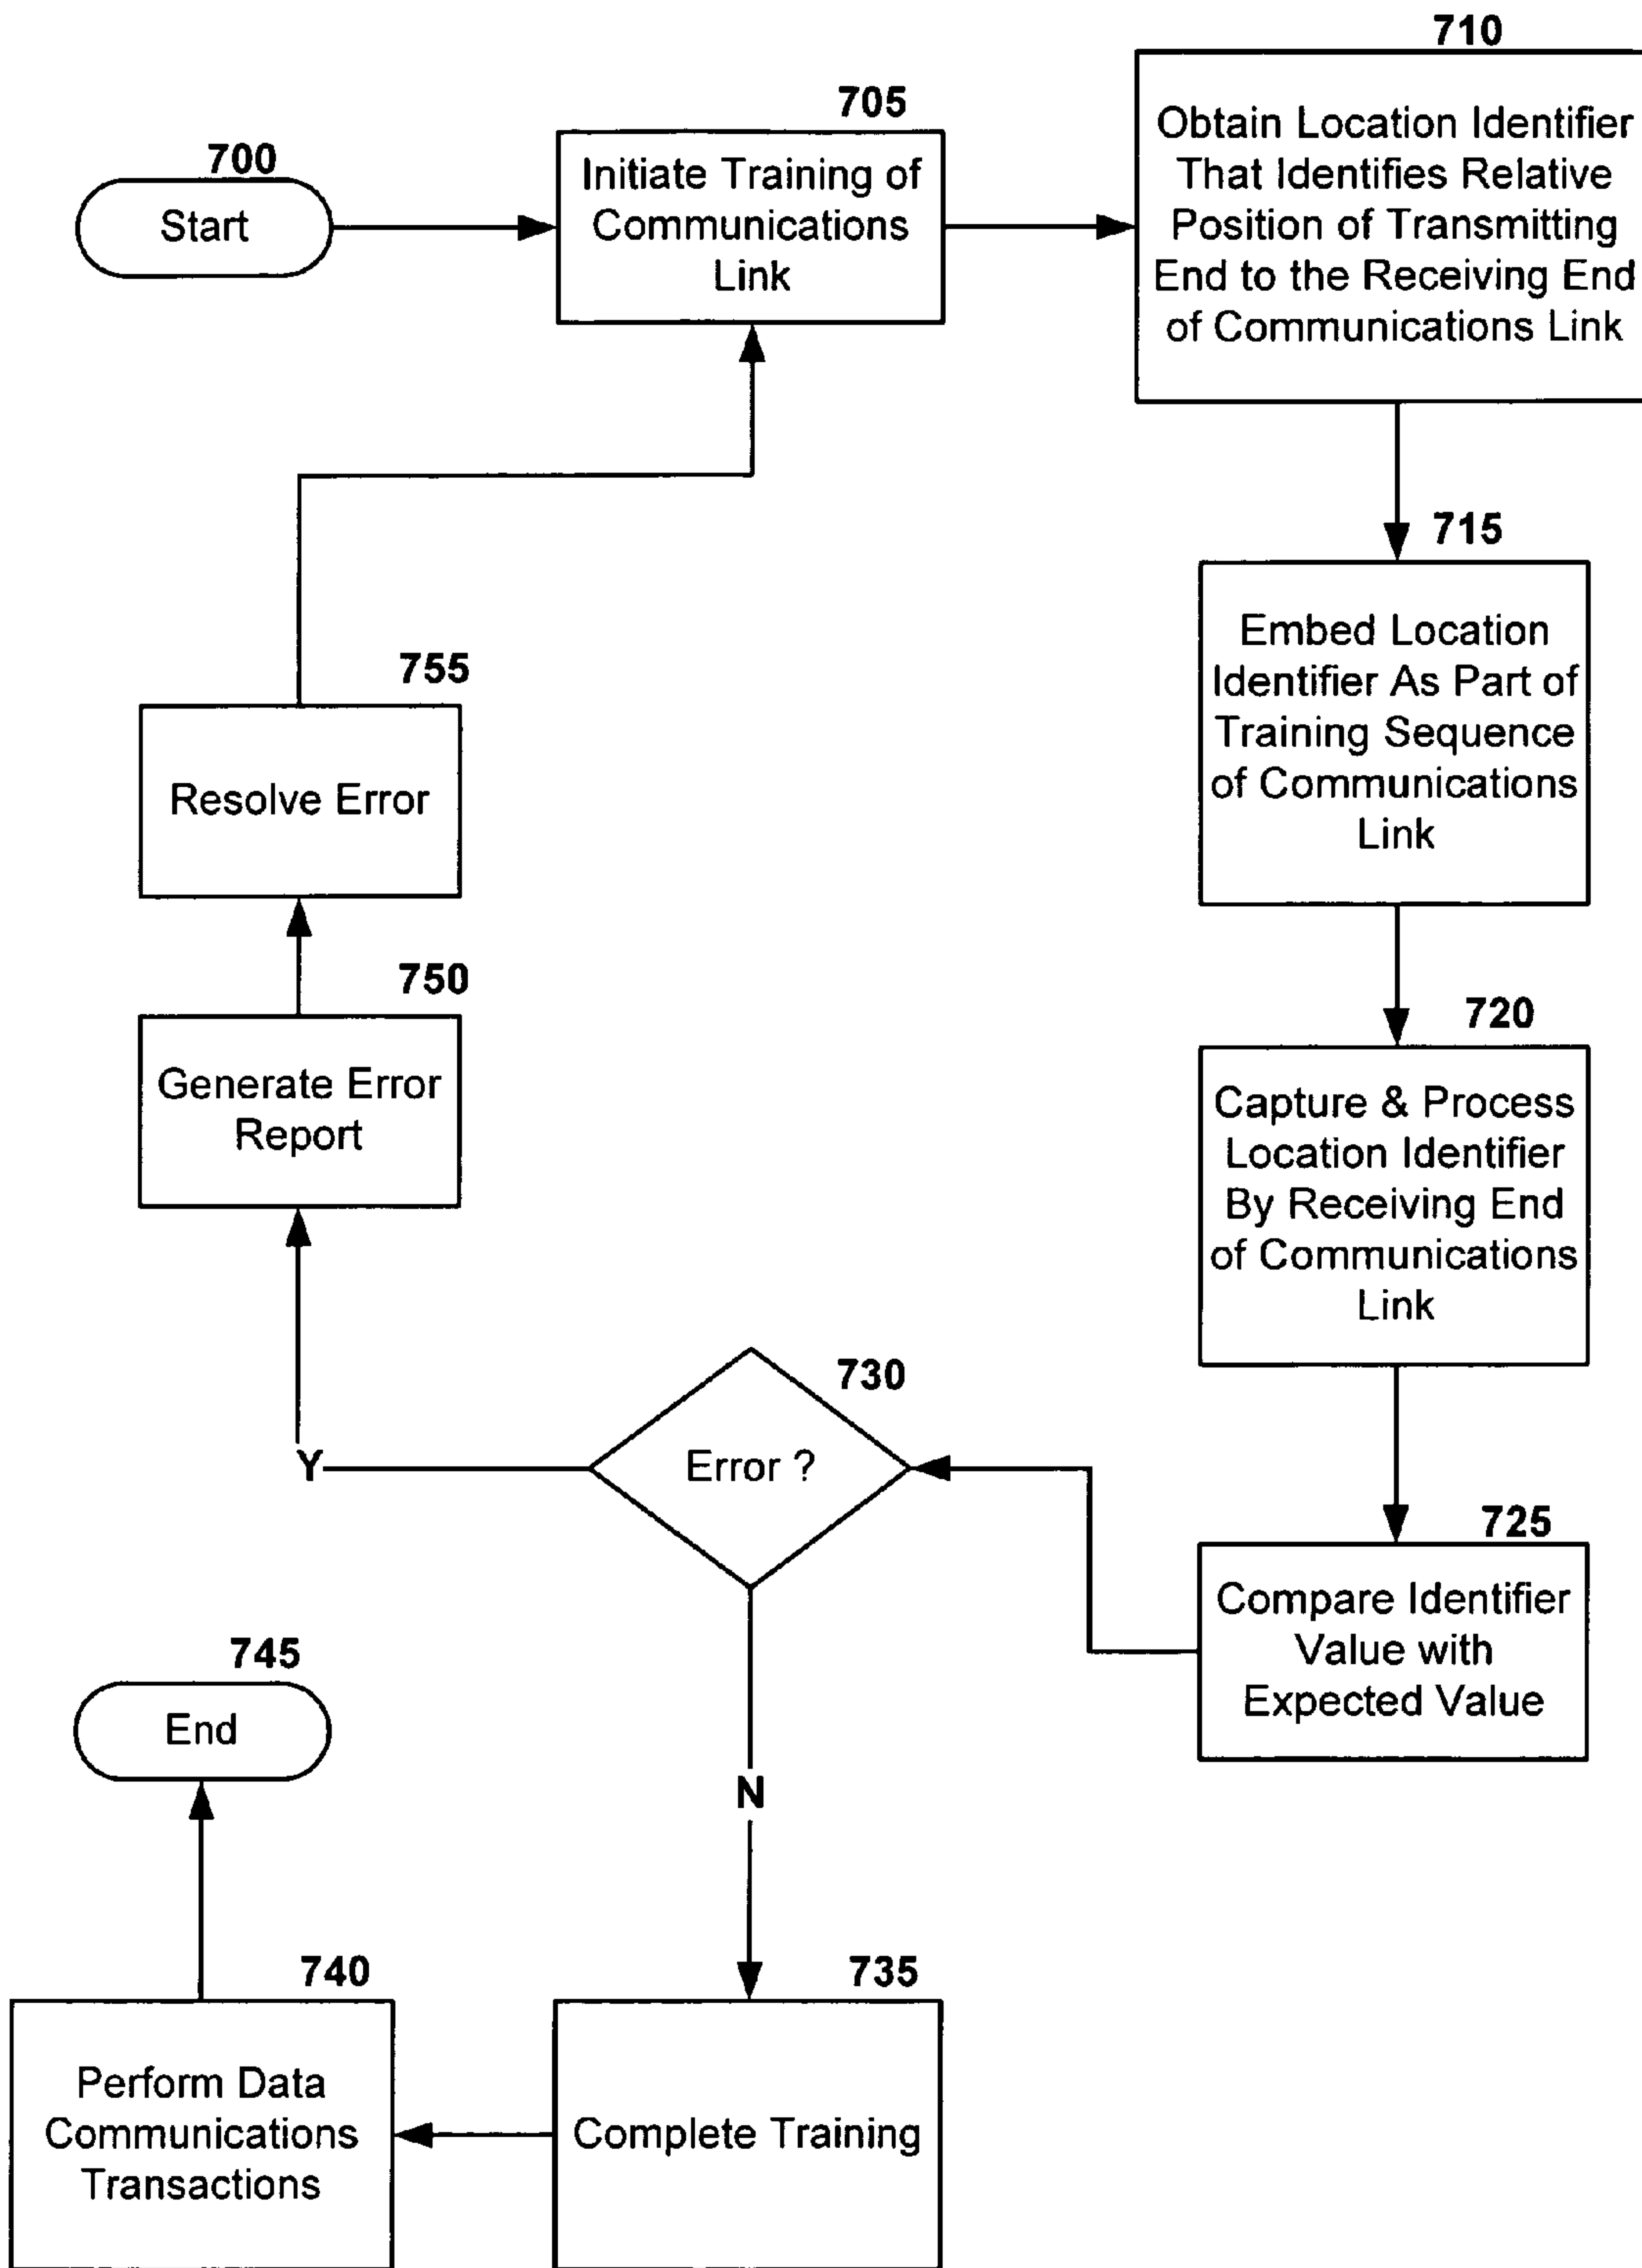 700
Start
705
Initiate Training of
Communications
Link
710
Obtain Location Identifier
That Identifies Relative
Position of Transmitting
End to the Receiving End
of Communications Link
715
Embed Location
Identifier As Part of
Training Sequence
of Communications
Link
720
Capture & Process
Location Identifier
By Receiving End
of Communications
Link
725
Compare Identifier
Value with
Expected Value
730
Error ?
Y
N
750
Generate Error
Report
755
Resolve Error
735
Complete Training
740
Perform Data
Communications
Transactions
745
End